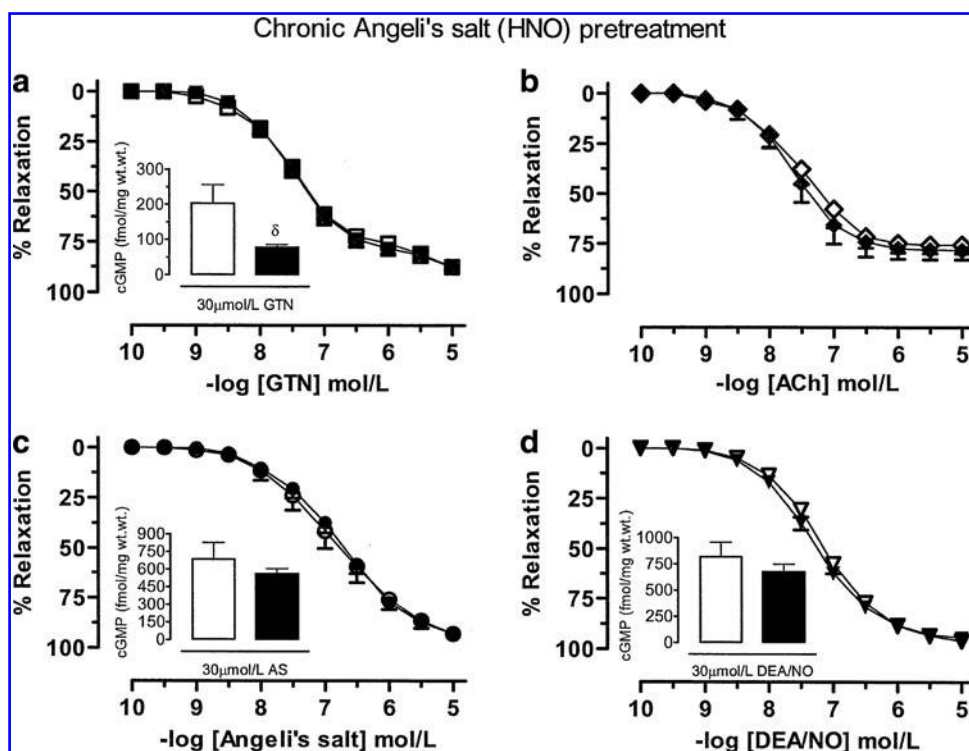 Chronic Angeli's salt (HNO) pretreatment
a
% Relaxation
0
25
50
75
100
cGMP (fmol/mg wt.wt.)
300
200
100
0
δ
30μmol/L GTN
10 9 8 7 6 5
-log [GTN] mol/L
b
% Relaxation
0
25
50
75
100
10 9 8 7 6 5
-log [ACh] mol/L
c
% Relaxation
0
25
50
75
100
cGMP (fmol/mg wt.wt.)
900
750
600
450
300
150
0
30μmol/L AS
10 9 8 7 6 5
-log [Angeli's salt] mol/L
d
% Relaxation
0
25
50
75
100
cGMP (fmol/mg wt.wt.)
1000
750
500
250
0
30μmol/L DEA/NO
10 9 8 7 6 5
-log [DEA/NO] mol/L